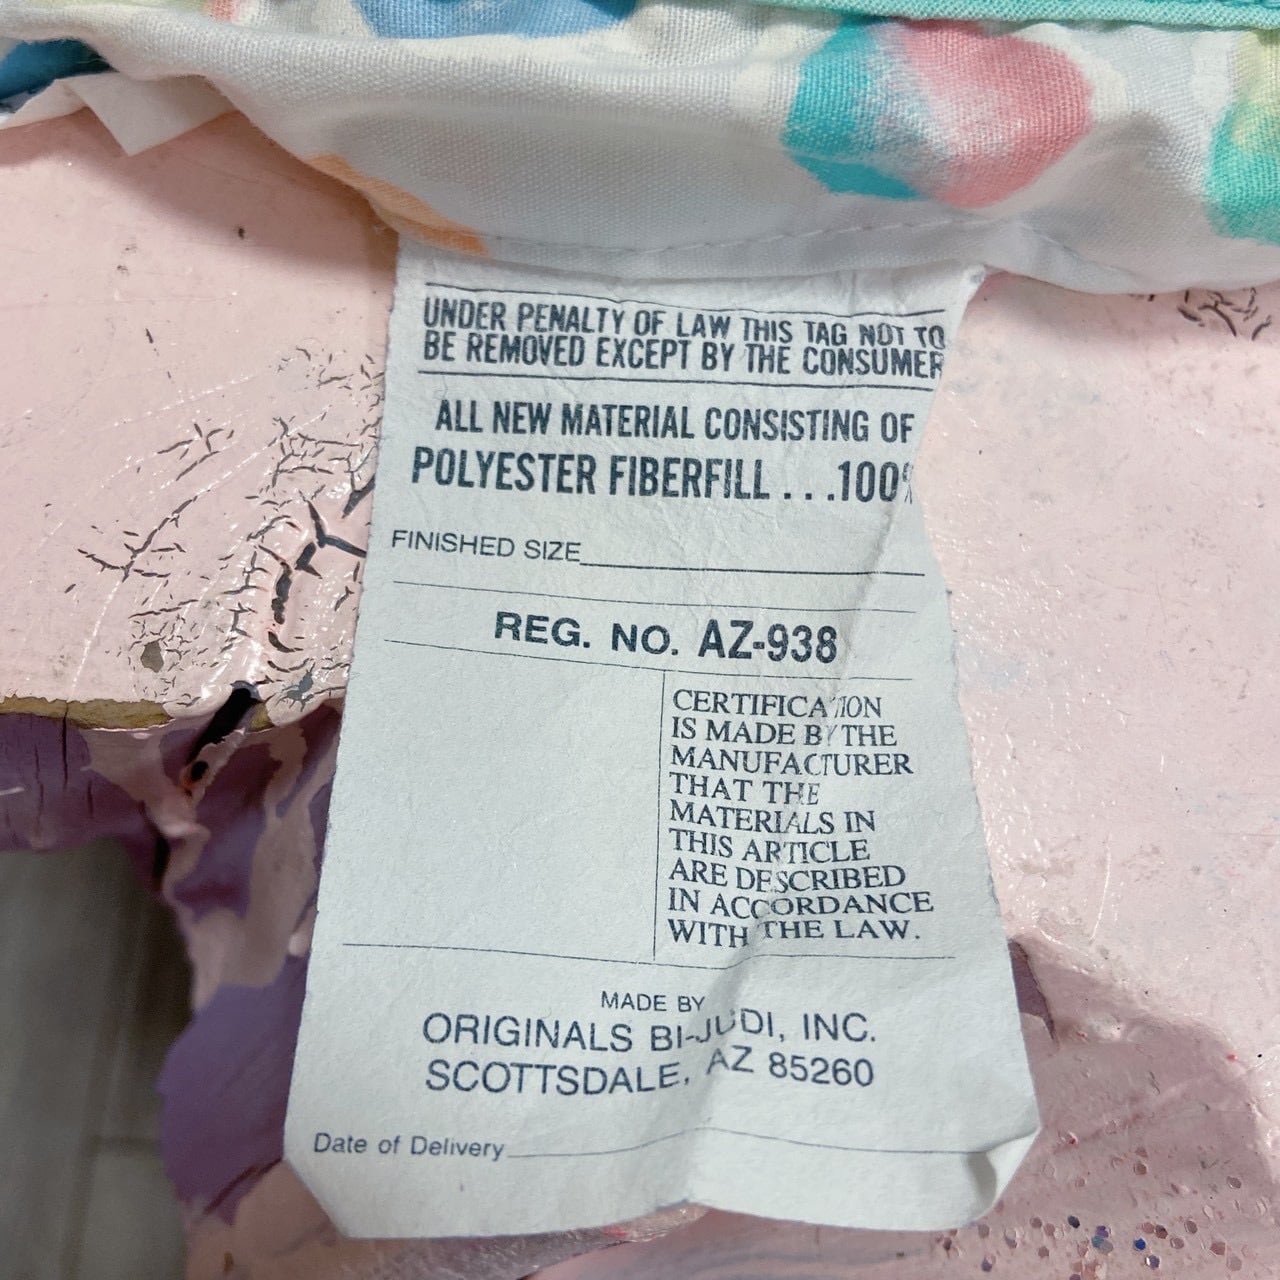 UNDER PENALTY OF LAW THIS TAG NOT TO
BE REMOVED EXCEPT BY THE CONSUMER
ALL NEW MATERIAL CONSISTING OF
POLYESTER FIBERFILL ...100%
FINISHED SIZE
REG. NO. AZ-938
CERTIFICATION
IS MADE BY THE
MANUFACTURER
THAT THE
MATERIALS IN
THIS ARTICLE
ARE DESCRIBED
IN ACCORDANCE
WITH THE LAW.
MADE BY
ORIGINALS BI-JUDI, INC.
SCOTTSDALE, AZ 85260
Date of Delivery